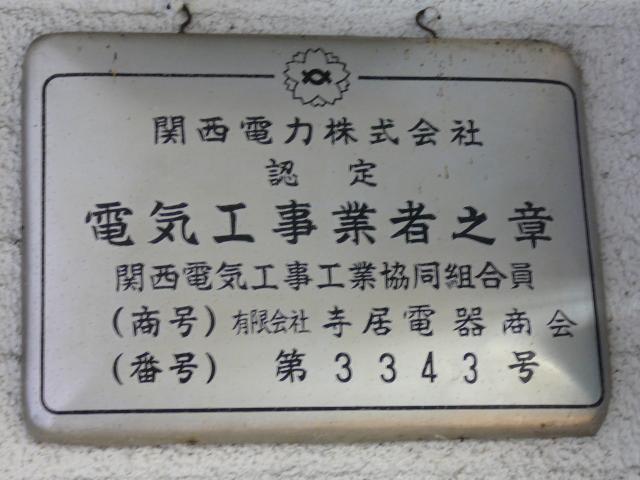 関西電力株式会社
認定
電気工事業者之章
関西電気工事工業協同組合員
(商号) 有限会社 寺居電器商会
(番号) 第3343号